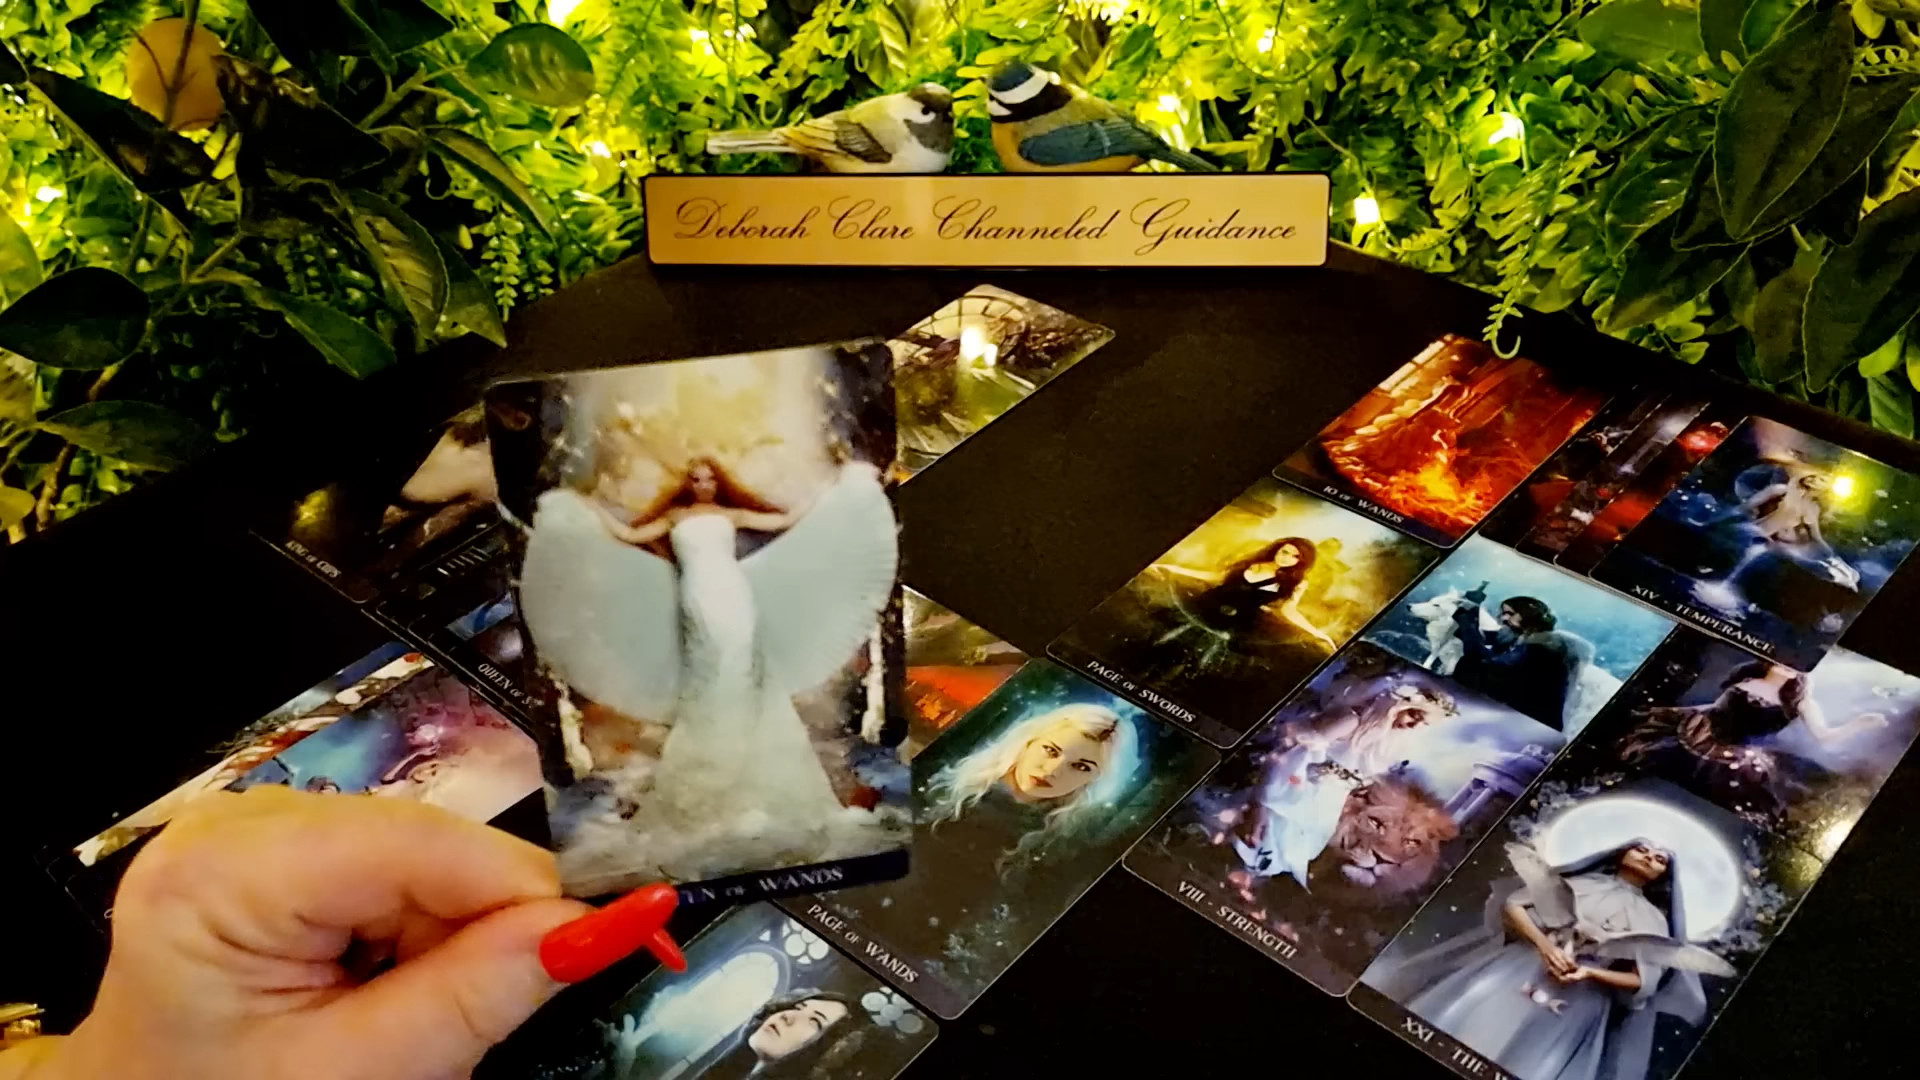 Deborah Clare Channeled Guidance
10 OF WANDS
KING OF CUPS
XIV - TEMPERANCE
PAGE OF SWORDS
QUEEN OF
OF WANDS
PAGE OF WANDS
VIII - STRENGTH
XXI - THE